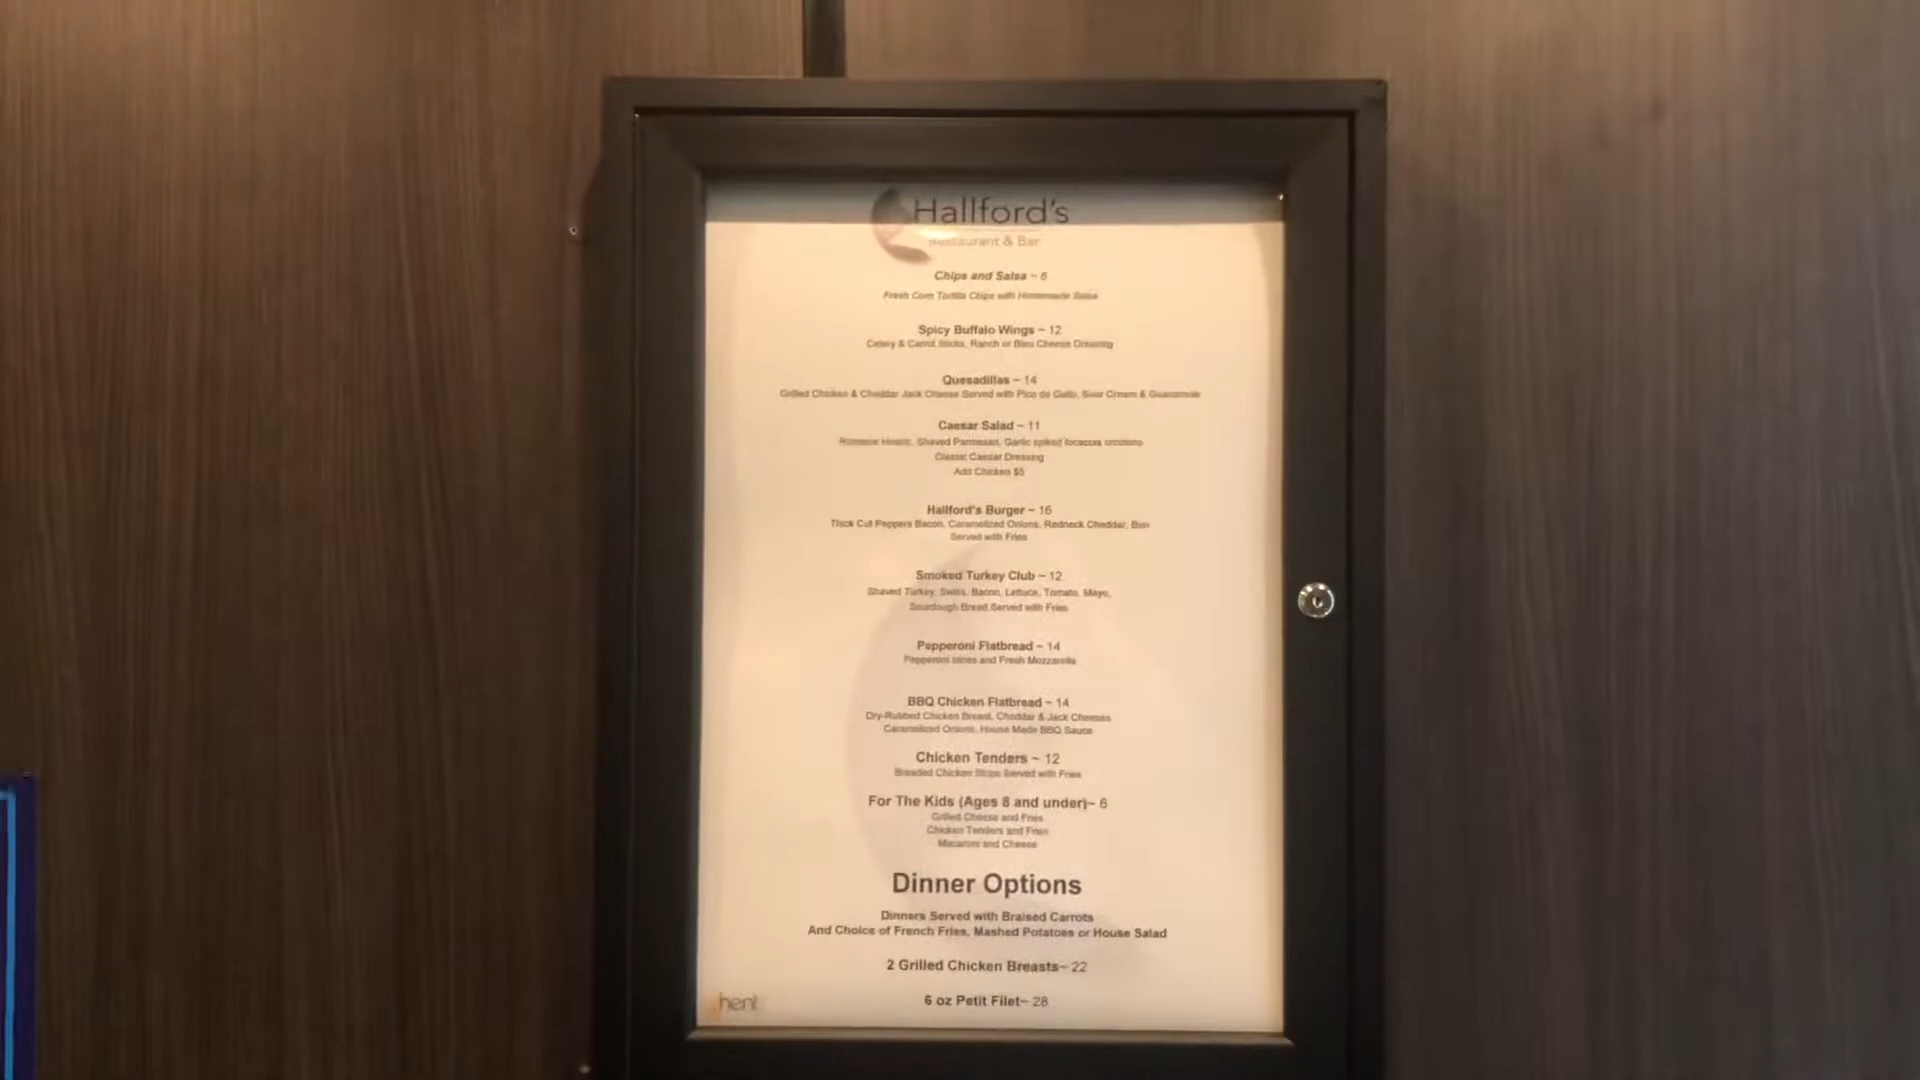 Hallford's
Restaurant & Bar
Chips and Salsa ~ 6
Fresh Corn Tortilla Chips with Homemade Salsa
Spicy Buffalo Wings ~ 12
Celery & Carrot Sticks, Ranch or Bleu Cheese Dressing
Quesadillas ~ 14
Grilled Chicken & Cheddar Jack Cheese Served with Pico de Gallo, Sour Cream & Guacamole
Caesar Salad ~ 11
Romaine Hearts, Shaved Parmesan, Garlic spiked focaccia croutons
Classic Caesar Dressing
Add Chicken $5
Hallford's Burger ~ 16
Thick Cut Peppers Bacon, Caramelized Onions, Redneck Cheddar, Bun
Served with Fries
Smoked Turkey Club ~ 12
Shaved Turkey, Swiss, Bacon, Lettuce, Tomato, Mayo,
Sourdough Bread Served with Fries
Pepperoni Flatbread ~ 14
Pepperoni slices and Fresh Mozzarella
BBQ Chicken Flatbread ~ 14
Dry-Rubbed Chicken Breast, Cheddar & Jack Cheeses
Caramelized Onions, House Made BBQ Sauce
Chicken Tenders ~ 12
Breaded Chicken Strips Served with Fries
For The Kids (Ages 8 and under)~ 6
Grilled Cheese and Fries
Chicken Tenders and Fries
Macaroni and Cheese
Dinner Options
Dinners Served with Braised Carrots
And Choice of French Fries, Mashed Potatoes or House Salad
2 Grilled Chicken Breasts~ 22
6 oz Petit Filet~ 28